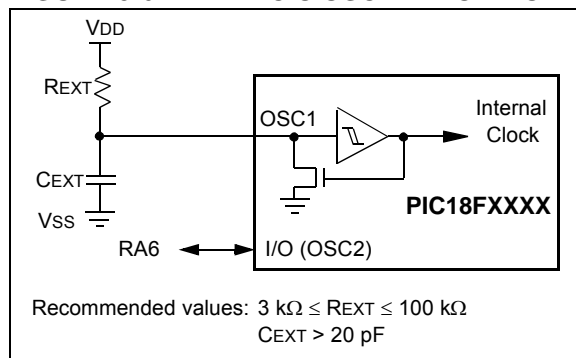 VDD
REXT
OSC1
Internal
Clock
CEXT
PIC18FXXXX
VSS
RA6
I/O (OSC2)
Recommended values: 3 kΩ ≤ REXT ≤ 100 kΩ
CEXT > 20 pF